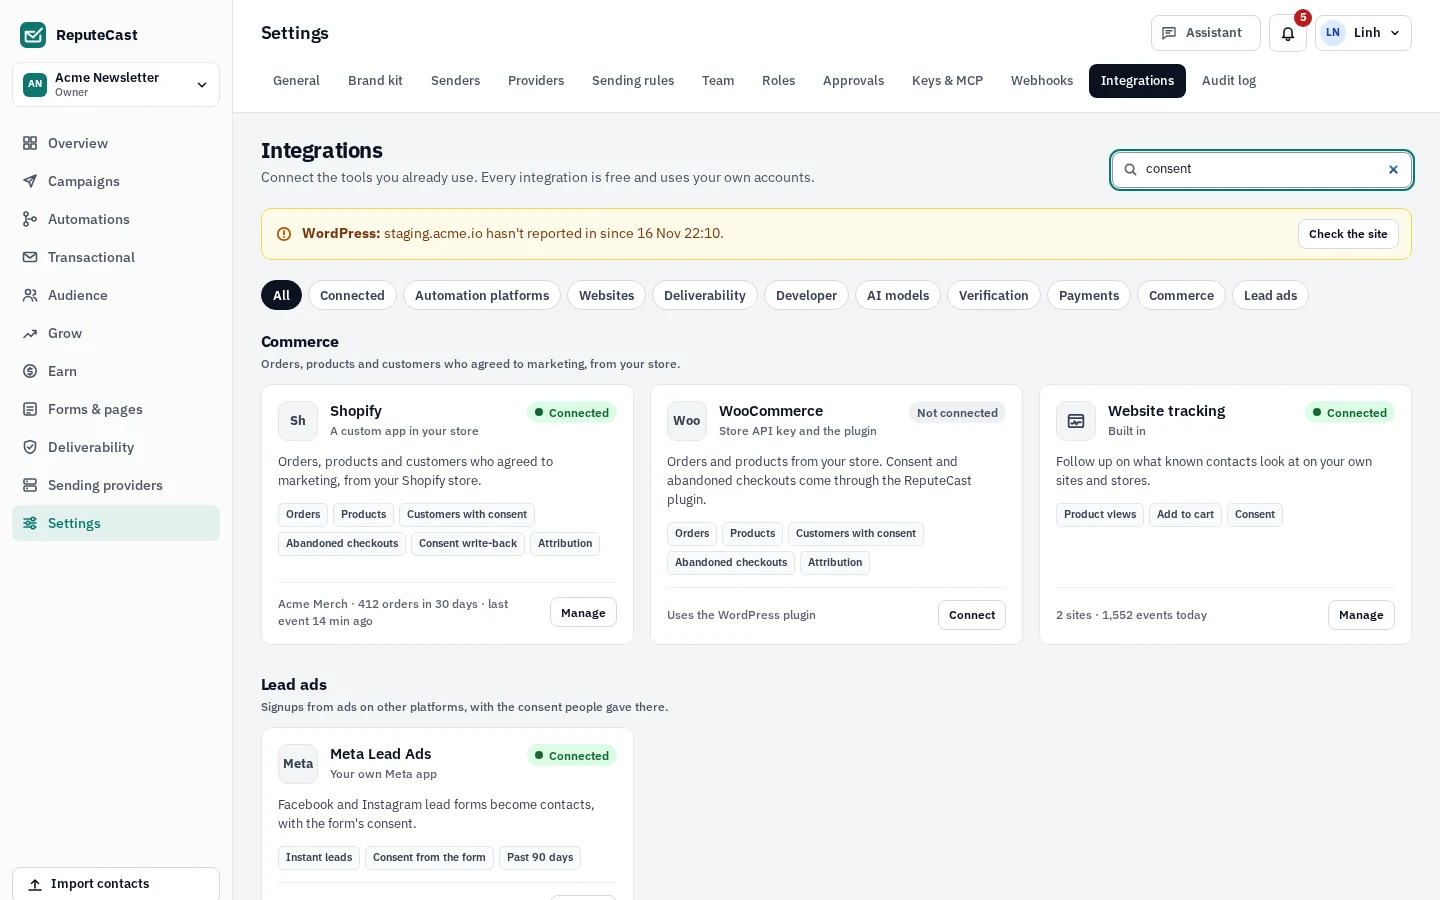 ReputeCast
AN
Acme Newsletter
Owner
Overview
Campaigns
Automations
Transactional
Audience
Grow
Earn
Forms & pages
Deliverability
Sending providers
Settings
Import contacts
Settings
Assistant
5
LN
Linh
General
Brand kit
Senders
Providers
Sending rules
Team
Roles
Approvals
Keys & MCP
Webhooks
Integrations
Audit log
Integrations
Connect the tools you already use. Every integration is free and uses your own accounts.
consent
WordPress: staging.acme.io hasn't reported in since 16 Nov 22:10.
Check the site
All
Connected
Automation platforms
Websites
Deliverability
Developer
AI models
Verification
Payments
Commerce
Lead ads
Commerce
Orders, products and customers who agreed to marketing, from your store.
Sh
Shopify
A custom app in your store
Connected
Orders, products and customers who agreed to
marketing, from your Shopify store.
Orders
Products
Customers with consent
Abandoned checkouts
Consent write-back
Attribution
Acme Merch · 412 orders in 30 days · last
event 14 min ago
Manage
Woo
WooCommerce
Store API key and the plugin
Not connected
Orders and products from your store. Consent and
abandoned checkouts come through the ReputeCast
plugin.
Orders
Products
Customers with consent
Abandoned checkouts
Attribution
Uses the WordPress plugin
Connect
Website tracking
Built in
Connected
Follow up on what known contacts look at on your own
sites and stores.
Product views
Add to cart
Consent
2 sites · 1,552 events today
Manage
Lead ads
Signups from ads on other platforms, with the consent people gave there.
Meta
Meta Lead Ads
Your own Meta app
Connected
Facebook and Instagram lead forms become contacts,
with the form's consent.
Instant leads
Consent from the form
Past 90 days